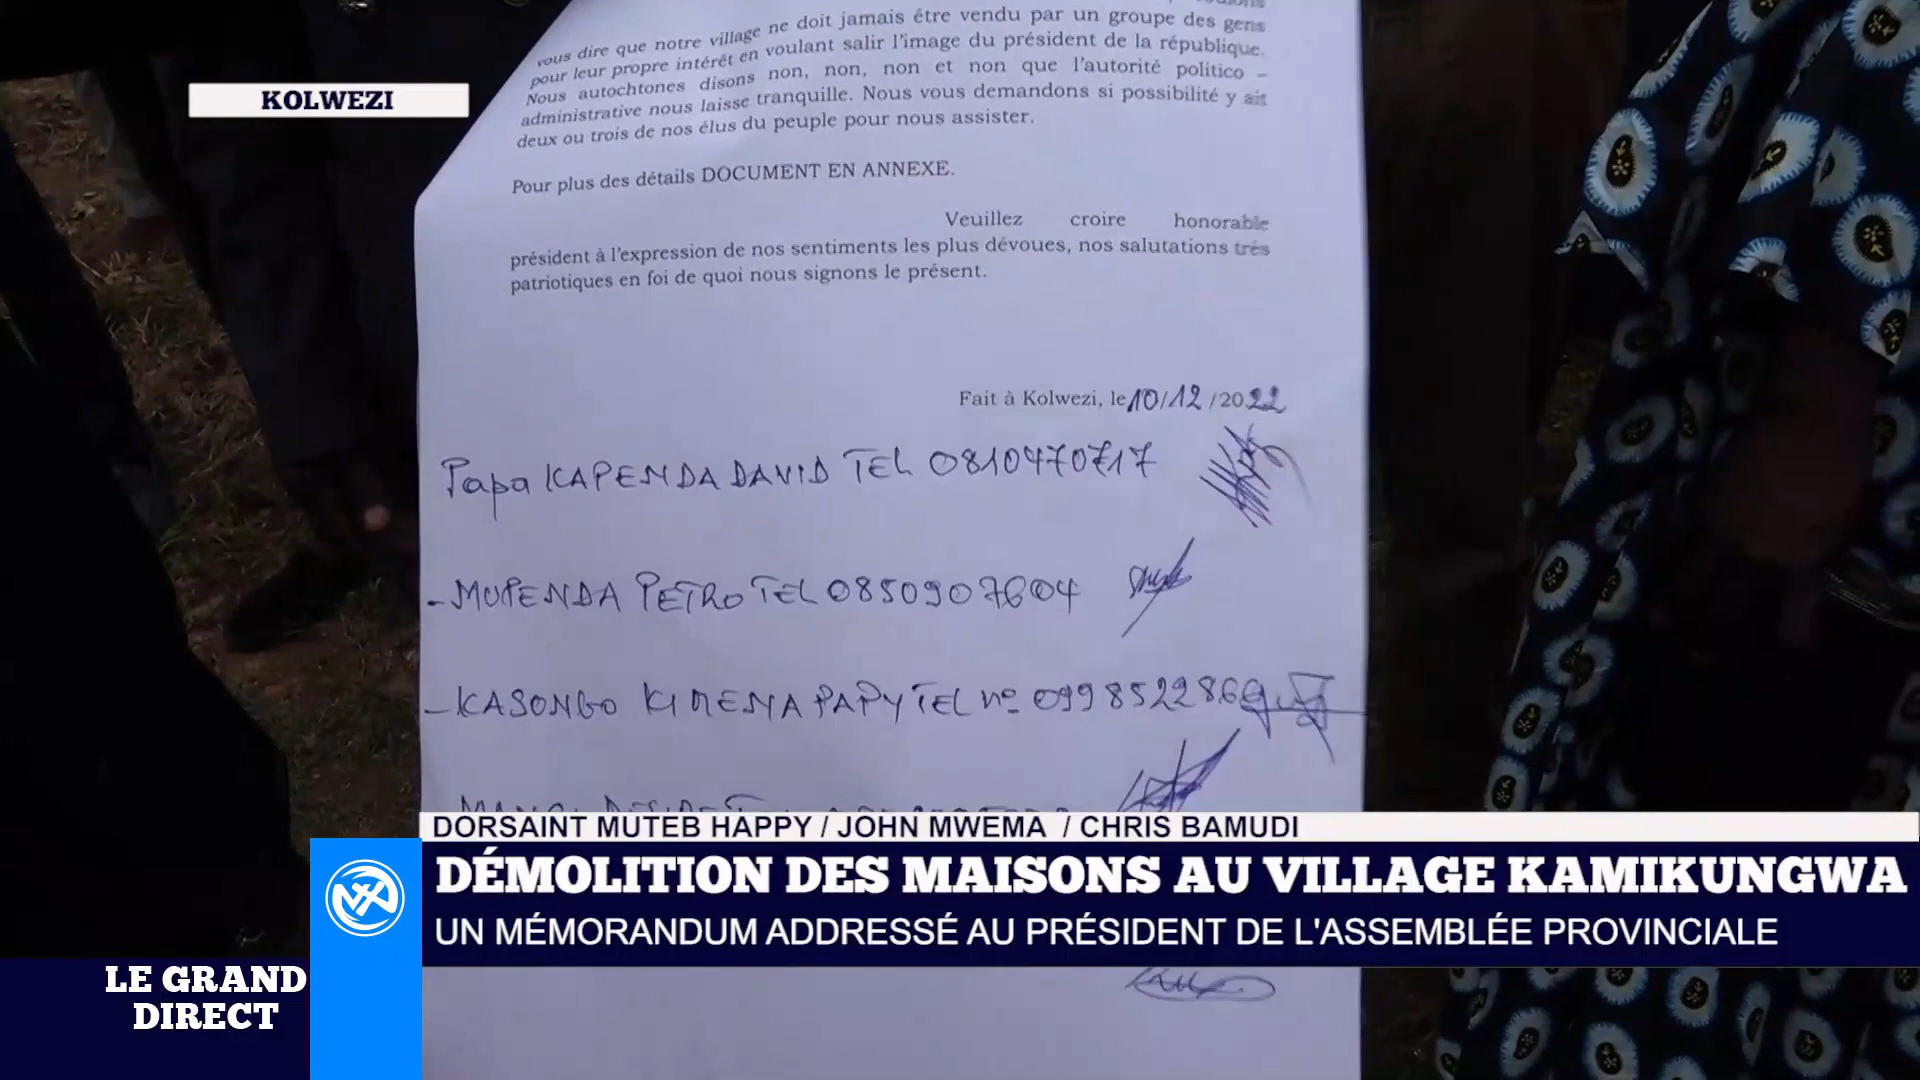 vous dire que notre village ne doit jamais être vendu par un groupe des gens
pour leur propre intérêt en voulant salir l'image du président de la république.
Nous autochtones disons non, non, non et non que l'autorité politico –
administrative nous laisse tranquille. Nous vous demandons si possibilité y ait
deux ou trois de nos élus du peuple pour nous assister.
Pour plus des détails DOCUMENT EN ANNEXE.
Veuillez croire honorable
président à l'expression de nos sentiments les plus dévoues, nos salutations trés
patriotiques en foi de quoi nous signons le présent.
Fait à Kolwezi, le 10/12/2022
Papa KAPENDA DAVID TEL 0810470717
- MUPENDA PETRO TEL 0850907604
- KASONGO KIMENA PAPY TEL n° 099852286
KOLWEZI
DORSAINT MUTEB HAPPY / JOHN MWEMA / CHRIS BAMUDI
DÉMOLITION DES MAISONS AU VILLAGE KAMIKUNGWA
UN MÉMORANDUM ADDRESSÉ AU PRÉSIDENT DE L'ASSEMBLÉE PROVINCIALE
LE GRAND
DIRECT